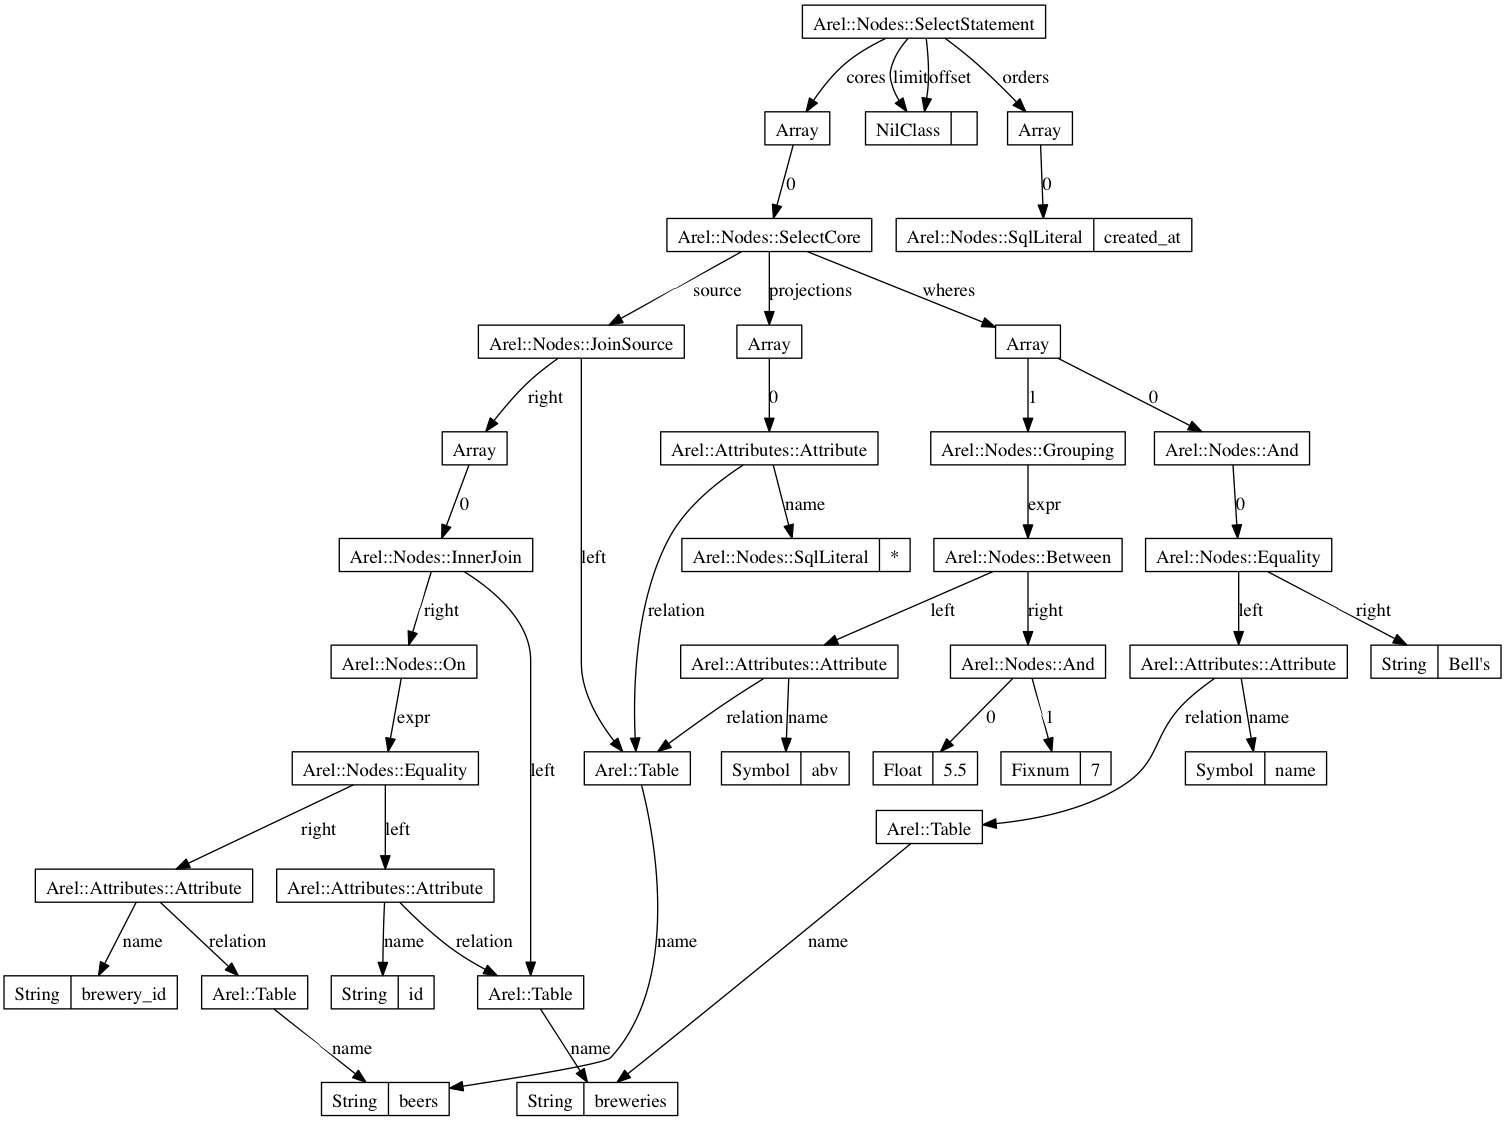 Arel::Nodes::SelectStatement
cores limit offset orders
Array NilClass Array
0 0
Arel::Nodes::SelectCore Arel::Nodes::SqlLiteral created_at
source projections wheres
Arel::Nodes::JoinSource Array Array
right 0 1 0
Array Arel::Attributes::Attribute Arel::Nodes::Grouping Arel::Nodes::And
0 name expr 0
Arel::Nodes::InnerJoin left Arel::Nodes::SqlLiteral * Arel::Nodes::Between Arel::Nodes::Equality
right relation left right left right
Arel::Nodes::On Arel::Attributes::Attribute Arel::Nodes::And Arel::Attributes::Attribute String Bell's
expr relation name 0 1 relation name
Arel::Nodes::Equality left Arel::Table Symbol abv Float 5.5 Fixnum 7 Symbol name
right left Arel::Table
Arel::Attributes::Attribute Arel::Attributes::Attribute
name relation name relation name name
String brewery_id Arel::Table String id Arel::Table
name name
String beers String breweries